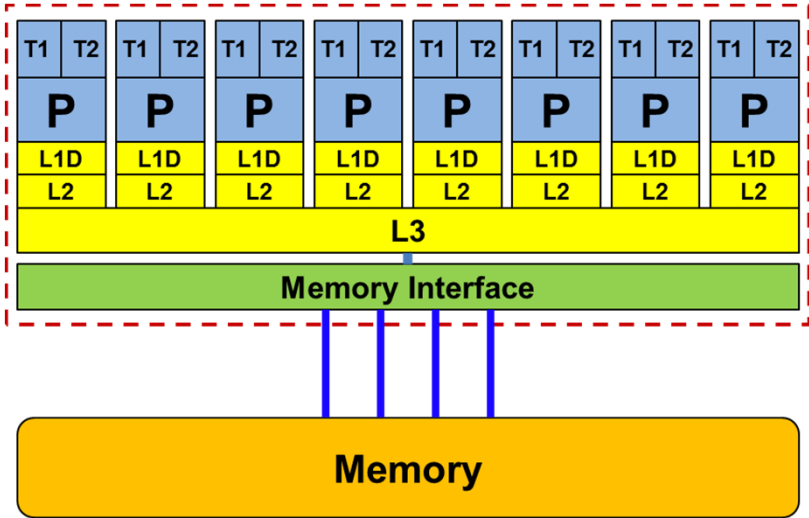 T1 T2 T1 T2 T1 T2 T1 T2 T1 T2 T1 T2 T1 T2 T1 T2
P P P P P P P P
L1D L1D L1D L1D L1D L1D L1D L1D
L2 L2 L2 L2 L2 L2 L2 L2
L3
Memory Interface
Memory